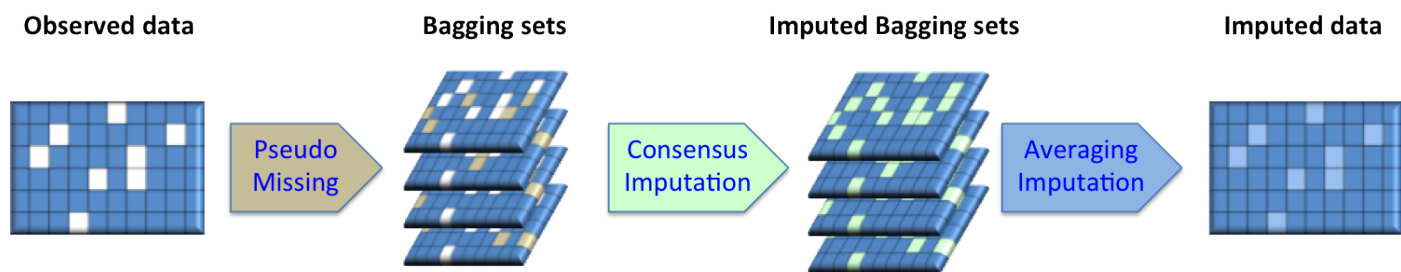 Observed data
Bagging sets
Imputed Bagging sets
Imputed data
Pseudo
Missing
Consensus
Imputation
Averaging
Imputation